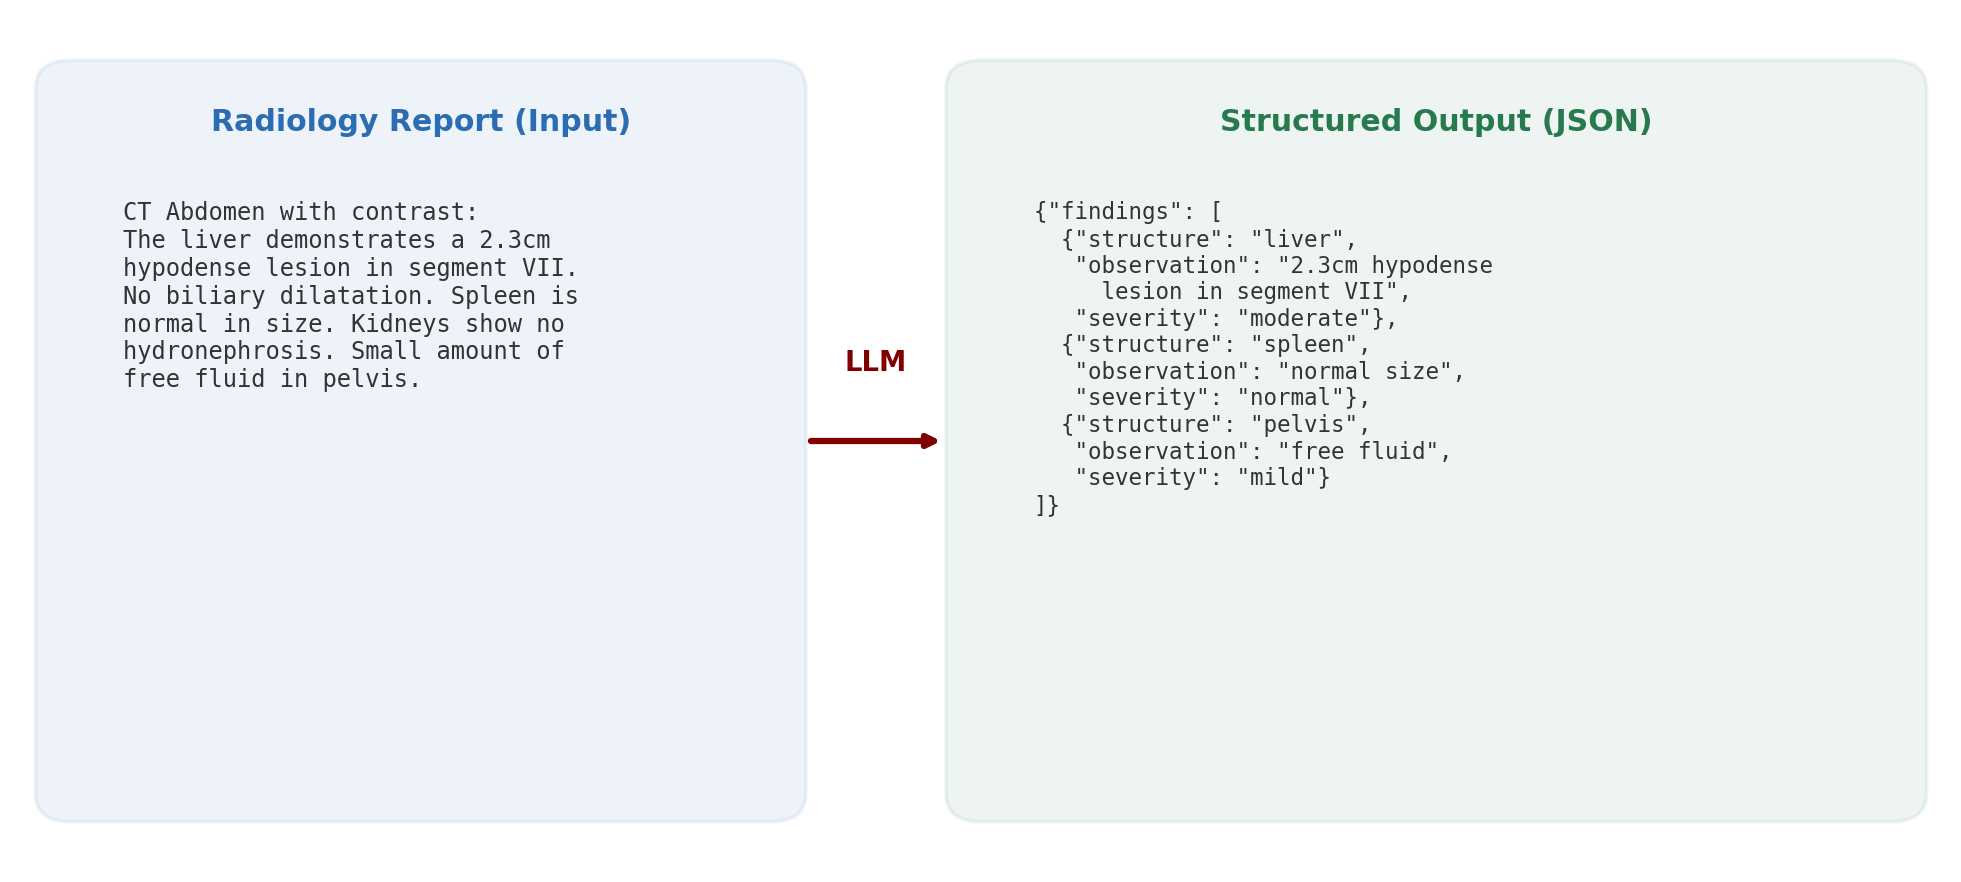 Radiology Report (Input)
CT Abdomen with contrast:
The liver demonstrates a 2.3cm
hypodense lesion in segment VII.
No biliary dilatation. Spleen is
normal in size. Kidneys show no
hydronephrosis. Small amount of
free fluid in pelvis.
LLM
Structured Output (JSON)
{"findings": [
  {"structure": "liver",
   "observation": "2.3cm hypodense
     lesion in segment VII",
   "severity": "moderate"},
  {"structure": "spleen",
   "observation": "normal size",
   "severity": "normal"},
  {"structure": "pelvis",
   "observation": "free fluid",
   "severity": "mild"}
]}